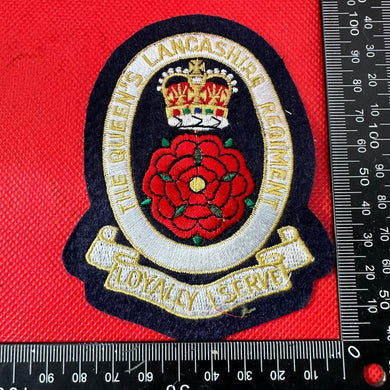 THE QUEEN'S LANCASHIRE REGIMENT
LOYALLY I SERVE